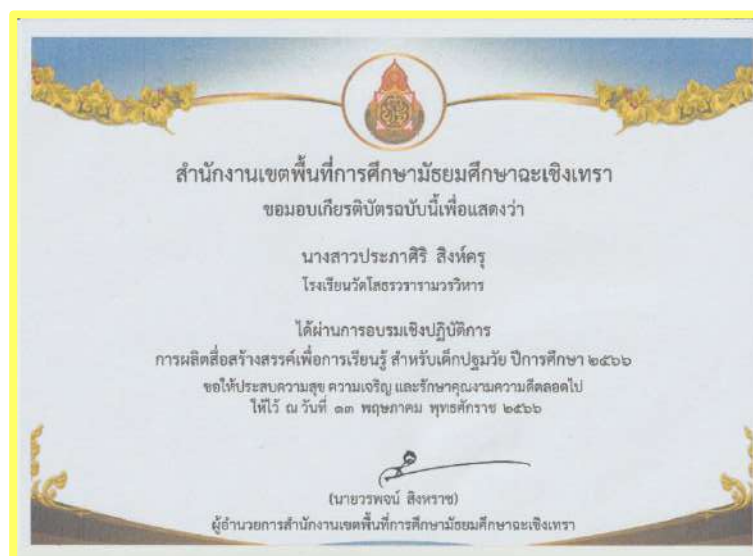 สำนักงานเขตพื้นที่การศึกษามัธยมศึกษาฉะเชิงเทรา
ขอมอบเกียรติบัตรฉบับนี้เพื่อแสดงว่า
นางสาวประภาศิริ สิงห์ครุ
โรงเรียนวัดโสธรวรารามวรวิหาร
ได้ผ่านการอบรมเชิงปฏิบัติการ
การผลิตสื่อสร้างสรรค์เพื่อการเรียนรู้ สำหรับเด็กปฐมวัย ปีการศึกษา ๒๕๖๖
ขอให้ประสบความสุข ความเจริญ และรักษาคุณงามความดีตลอดไป
ให้ไว้ ณ วันที่ ๑๓ พฤษภาคม พุทธศักราช ๒๕๖๖
(นายวรพจน์ สิงหราช)
ผู้อำนวยการสำนักงานเขตพื้นที่การศึกษามัธยมศึกษาฉะเชิงเทรา